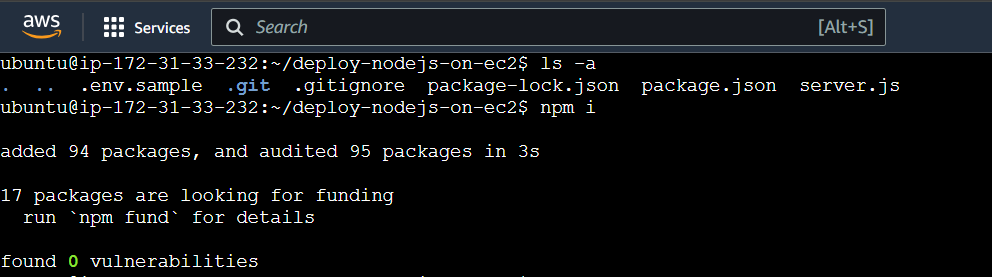 aws Services Search [Alt+S]
ubuntu@ip-172-31-33-232:~/deploy-nodejs-on-ec2$ ls -a
. .. .env.sample .git .gitignore package-lock.json package.json server.js
ubuntu@ip-172-31-33-232:~/deploy-nodejs-on-ec2$ npm i
added 94 packages, and audited 95 packages in 3s
17 packages are looking for funding
run `npm fund` for details
found 0 vulnerabilities